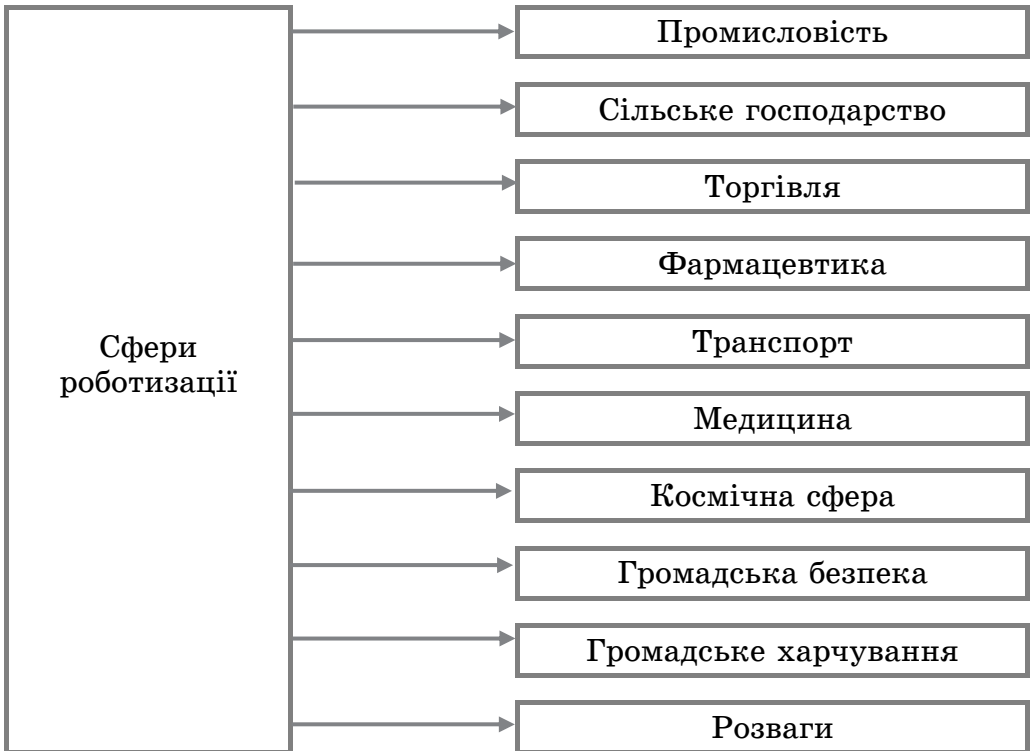 Сфери
роботизації
Промисловість
Сільське господарство
Торгівля
Фармацевтика
Транспорт
Медицина
Космічна сфера
Громадська безпека
Громадське харчування
Розваги